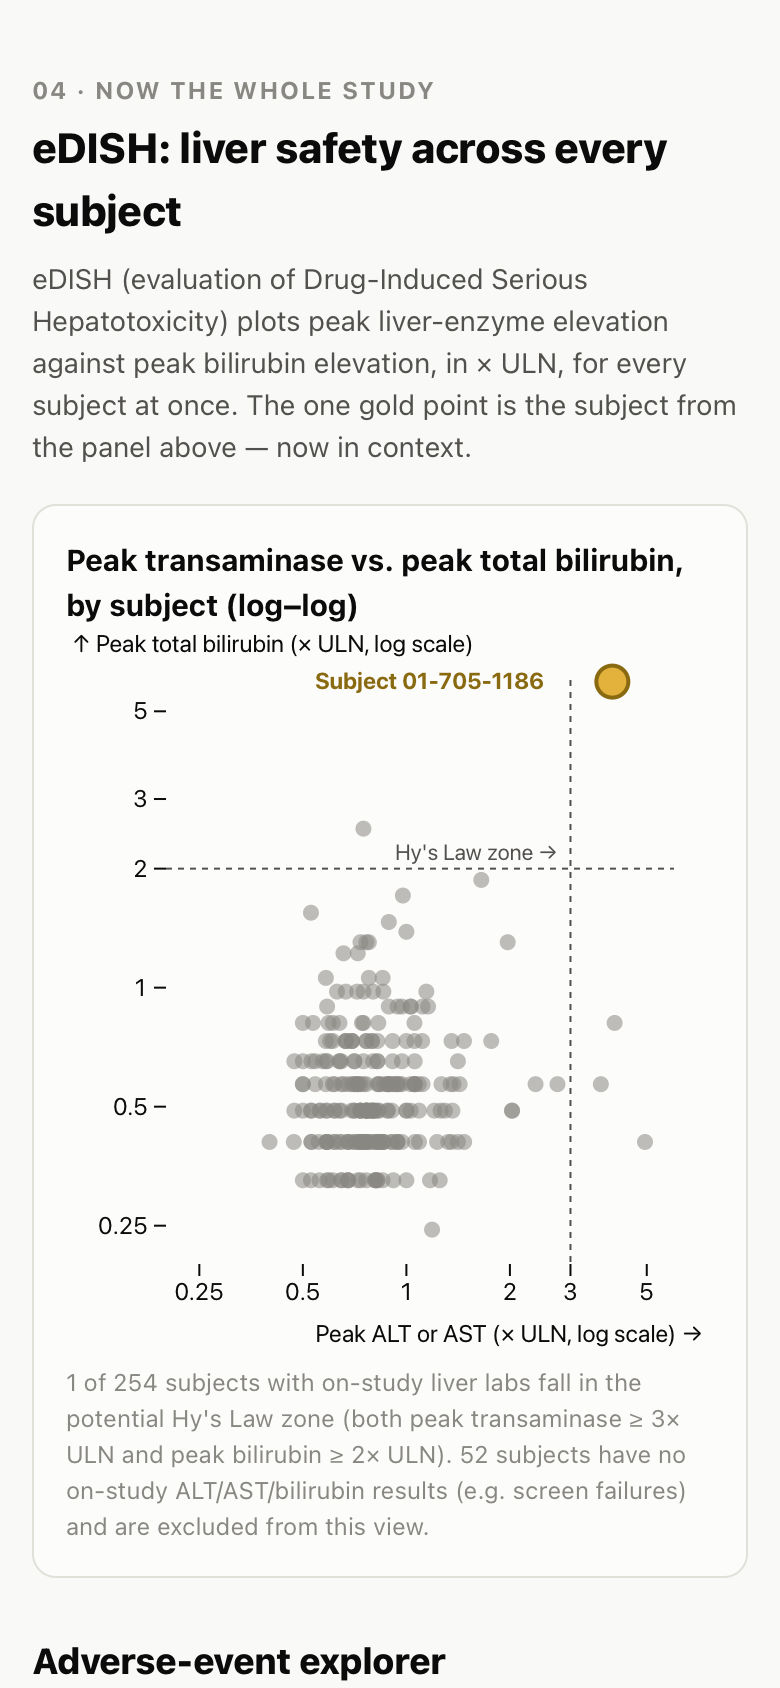 04 · NOW THE WHOLE STUDY
eDISH: liver safety across every
subject
eDISH (evaluation of Drug-Induced Serious
Hepatotoxicity) plots peak liver-enzyme elevation
against peak bilirubin elevation, in × ULN, for every
subject at once. The one gold point is the subject from
the panel above — now in context.
Peak transaminase vs. peak total bilirubin,
by subject (log–log)
↑ Peak total bilirubin (× ULN, log scale)
Subject 01-705-1186
5
3
Hy's Law zone →
2
1
0.5
0.25
0.25 0.5 1 2 3 5
Peak ALT or AST (× ULN, log scale) →
1 of 254 subjects with on-study liver labs fall in the
potential Hy's Law zone (both peak transaminase ≥ 3×
ULN and peak bilirubin ≥ 2× ULN). 52 subjects have no
on-study ALT/AST/bilirubin results (e.g. screen failures)
and are excluded from this view.
Adverse-event explorer